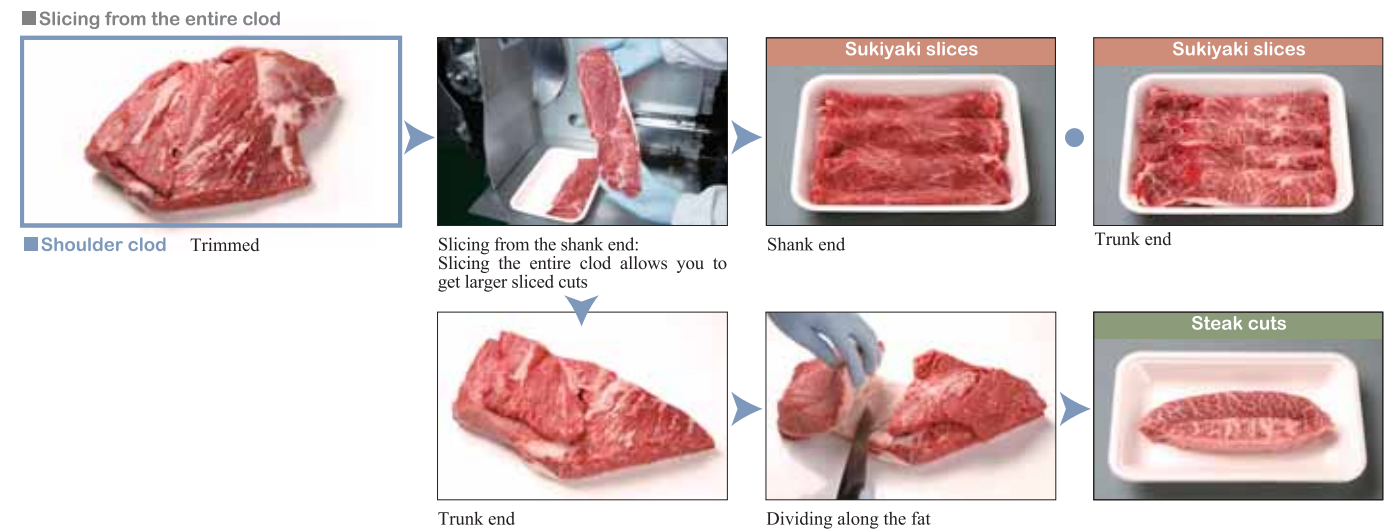 ■Slicing from the entire clod
Sukiyaki slices
Sukiyaki slices
■Shoulder clod Trimmed
Slicing from the shank end:
Slicing the entire clod allows you to
get larger sliced cuts
Shank end
Trunk end
Steak cuts
Trunk end
Dividing along the fat